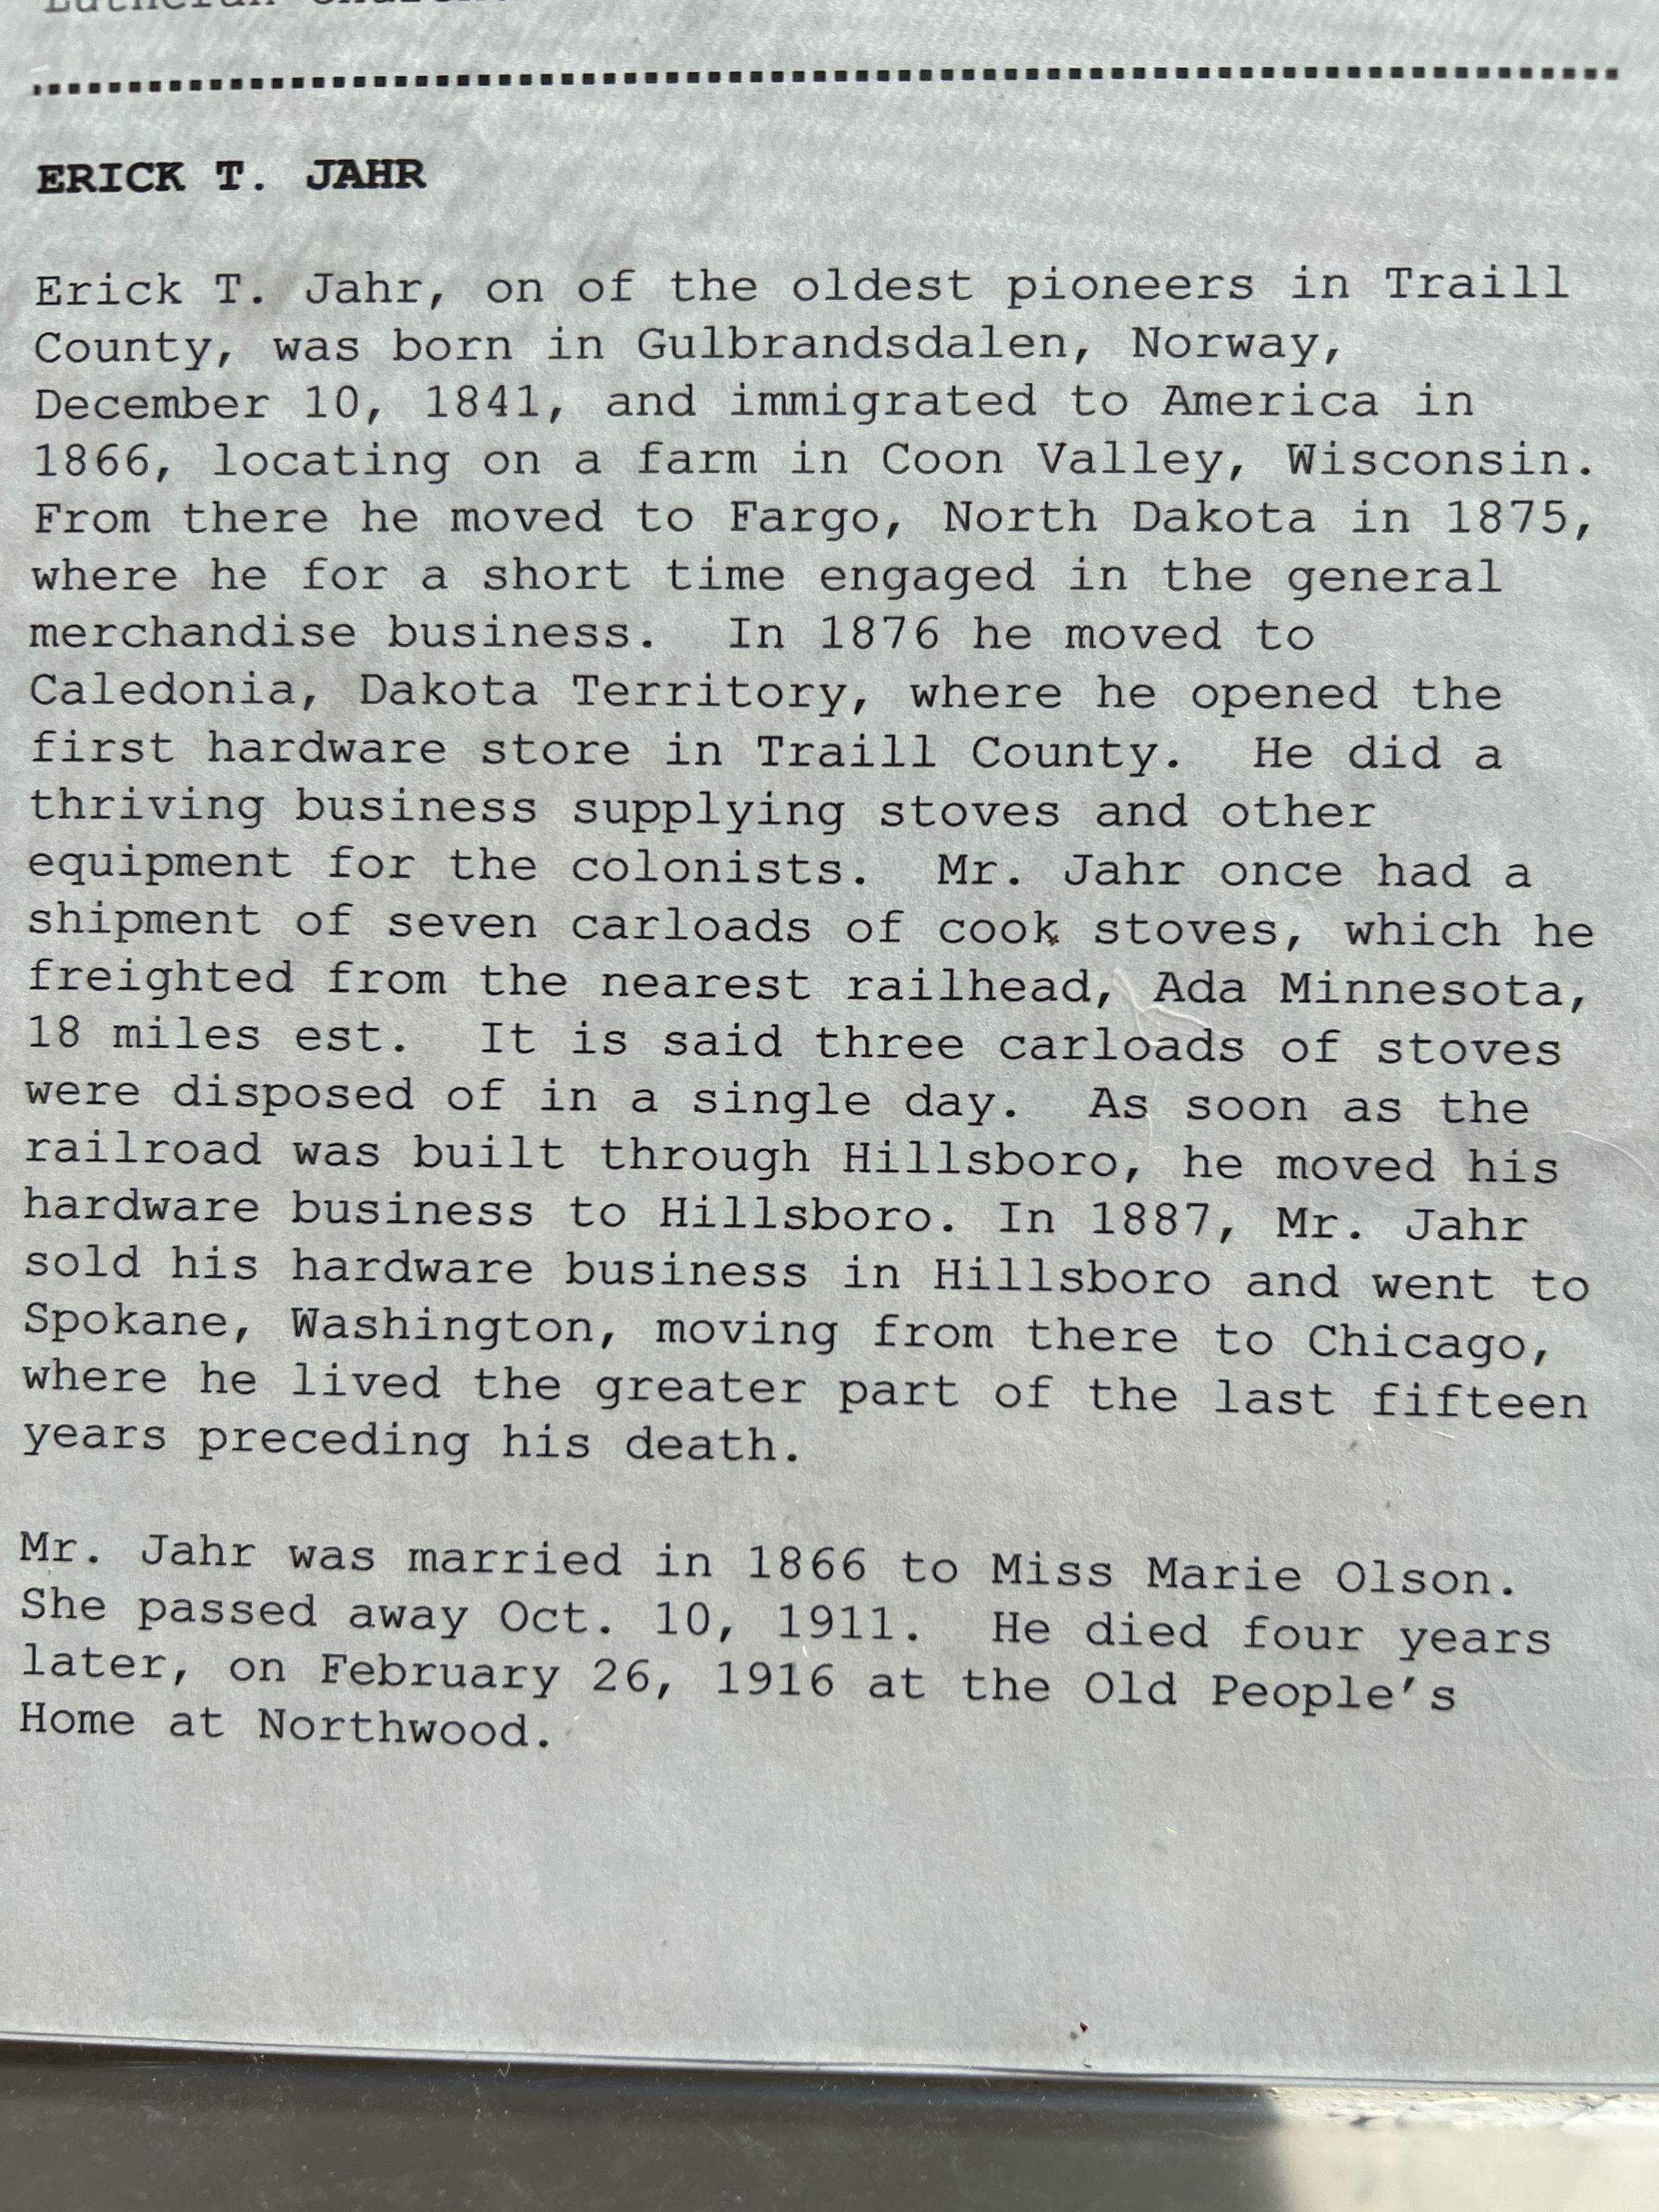 Lutheran Church.
ERICK T. JAHR
Erick T. Jahr, on of the oldest pioneers in Traill
County, was born in Gulbrandsdalen, Norway,
December 10, 1841, and immigrated to America in
1866, locating on a farm in Coon Valley, Wisconsin.
From there he moved to Fargo, North Dakota in 1875,
where he for a short time engaged in the general
merchandise business.  In 1876 he moved to
Caledonia, Dakota Territory, where he opened the
first hardware store in Traill County.  He did a
thriving business supplying stoves and other
equipment for the colonists.  Mr. Jahr once had a
shipment of seven carloads of cook stoves, which he
freighted from the nearest railhead, Ada Minnesota,
18 miles est.  It is said three carloads of stoves
were disposed of in a single day.  As soon as the
railroad was built through Hillsboro, he moved his
hardware business to Hillsboro. In 1887, Mr. Jahr
sold his hardware business in Hillsboro and went to
Spokane, Washington, moving from there to Chicago,
where he lived the greater part of the last fifteen
years preceding his death.
Mr. Jahr was married in 1866 to Miss Marie Olson.
She passed away Oct. 10, 1911.  He died four years
later, on February 26, 1916 at the Old People's
Home at Northwood.